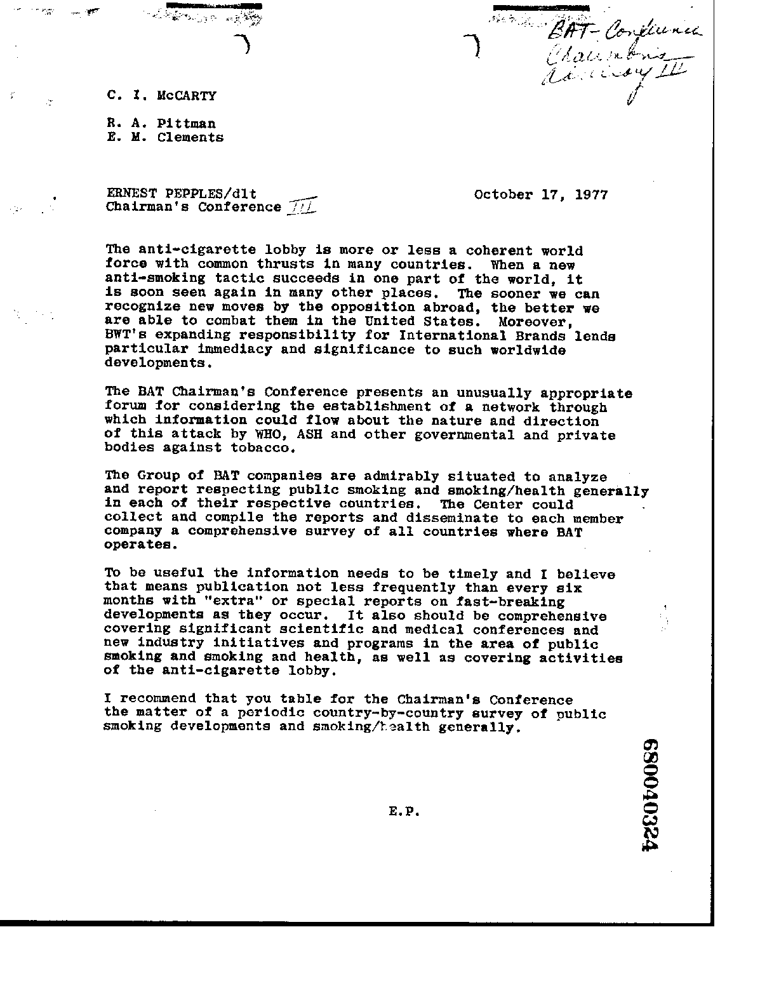 BAT- Conference
Chairman's
Advisory III
C. I. McCARTY
R. A. Pittman
E. M. Clements
ERNEST PEPPLES/dlt October 17, 1977
Chairman's Conference III
The anti-cigarette lobby is more or less a coherent world
force with common thrusts in many countries. When a new
anti-smoking tactic succeeds in one part of the world, it
is soon seen again in many other places. The sooner we can
recognize new moves by the opposition abroad, the better we
are able to combat them in the United States. Moreover,
BWT's expanding responsibility for International Brands lends
particular immediacy and significance to such worldwide
developments.
The BAT Chairman's Conference presents an unusually appropriate
forum for considering the establishment of a network through
which information could flow about the nature and direction
of this attack by WHO, ASH and other governmental and private
bodies against tobacco.
The Group of BAT companies are admirably situated to analyze
and report respecting public smoking and smoking/health generally
in each of their respective countries. The Center could
collect and compile the reports and disseminate to each member
company a comprehensive survey of all countries where BAT
operates.
To be useful the information needs to be timely and I believe
that means publication not less frequently than every six
months with "extra" or special reports on fast-breaking
developments as they occur. It also should be comprehensive
covering significant scientific and medical conferences and
new industry initiatives and programs in the area of public
smoking and smoking and health, as well as covering activities
of the anti-cigarette lobby.
I recommend that you table for the Chairman's Conference
the matter of a periodic country-by-country survey of public
smoking developments and smoking/health generally.
E.P.
680040324